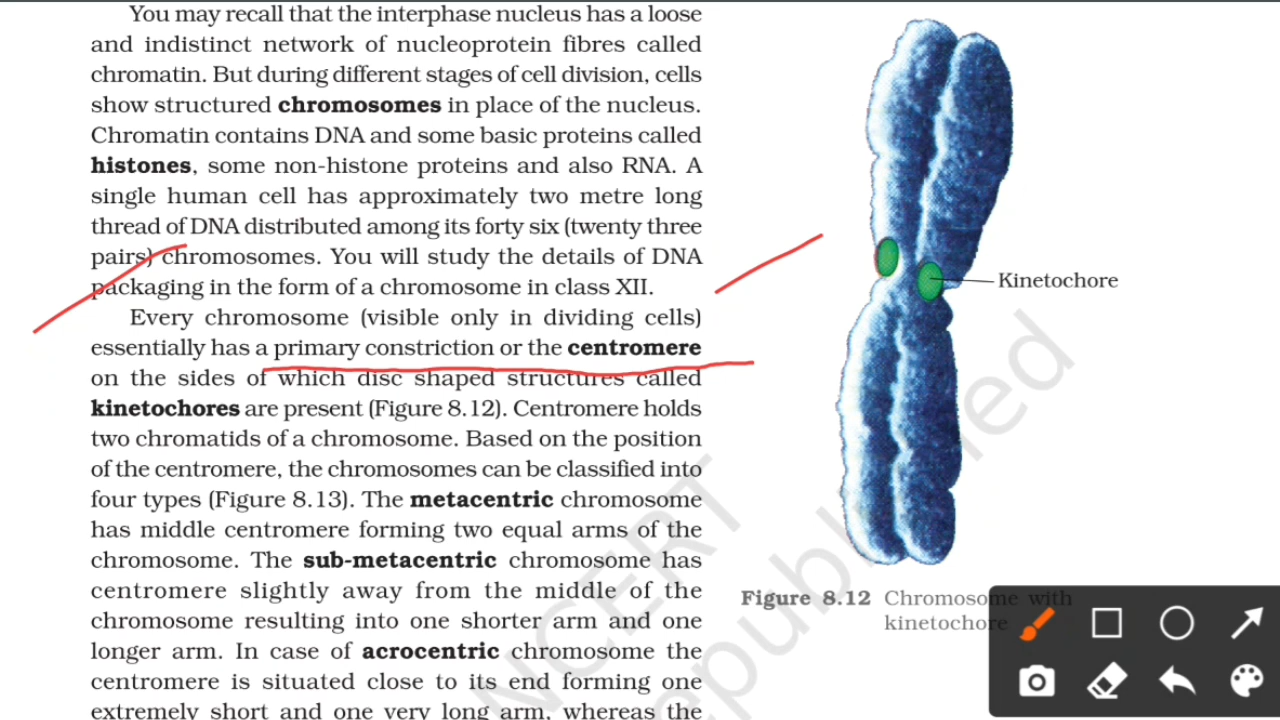 You may recall that the interphase nucleus has a loose
and indistinct network of nucleoprotein fibres called
chromatin. But during different stages of cell division, cells
show structured chromosomes in place of the nucleus.
Chromatin contains DNA and some basic proteins called
histones, some non-histone proteins and also RNA. A
single human cell has approximately two metre long
thread of DNA distributed among its forty six (twenty three
pairs) chromosomes. You will study the details of DNA
packaging in the form of a chromosome in class XII.
Every chromosome (visible only in dividing cells)
essentially has a primary constriction or the centromere
on the sides of which disc shaped structures called
kinetochores are present (Figure 8.12). Centromere holds
two chromatids of a chromosome. Based on the position
of the centromere, the chromosomes can be classified into
four types (Figure 8.13). The metacentric chromosome
has middle centromere forming two equal arms of the
chromosome. The sub-metacentric chromosome has
centromere slightly away from the middle of the
chromosome resulting into one shorter arm and one
longer arm. In case of acrocentric chromosome the
centromere is situated close to its end forming one
extremely short and one very long arm, whereas the
Kinetochore
Figure 8.12 Chromosome with
kinetochore
NCERT
republished